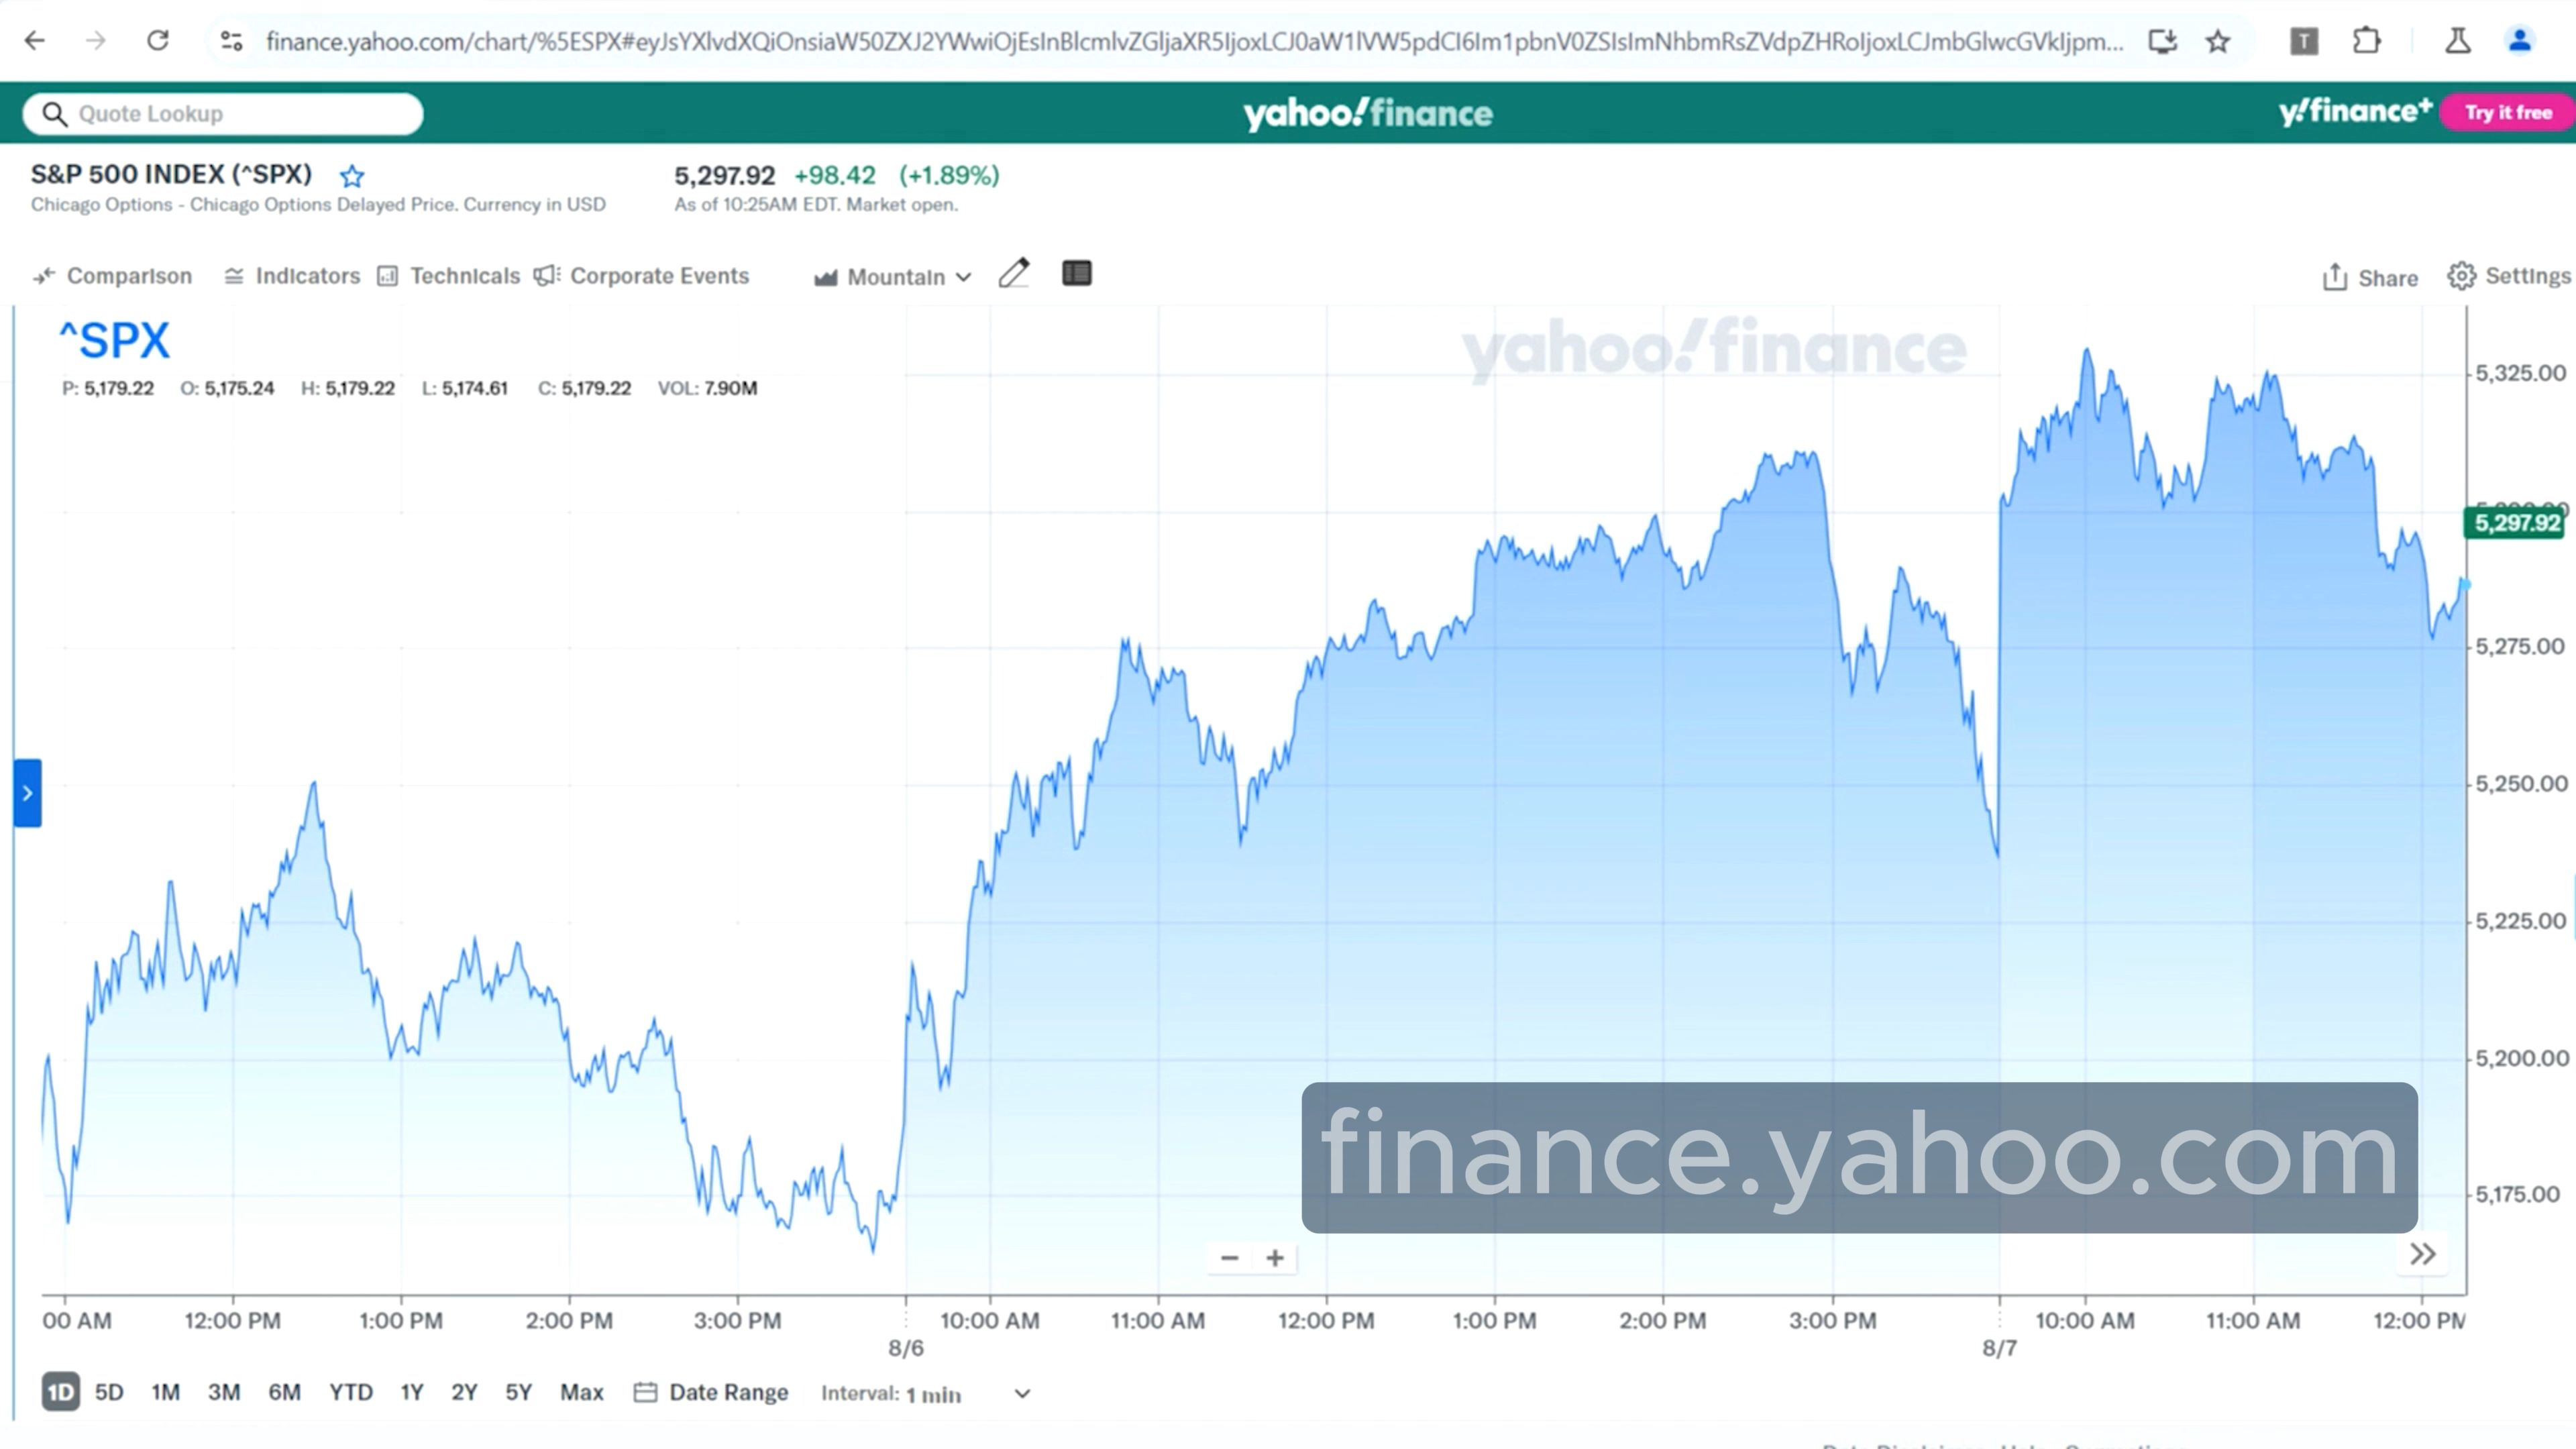 finance.yahoo.com/chart/%5ESPX#eyJsYXlvdXQiOnsiaW50ZXJ2YWwiOjEsInBlcmlvZGljaXR5IjoxLCJ0aW1lVW5pdCI6Im1pbnV0ZSIsImNhbmRsZVdpZHRoIjoxLCJmbGlwcGVkIjpm...
T
Quote Lookup
yahoo!finance
y!finance+ Try it free
S&P 500 INDEX (^SPX) 5,297.92 +98.42 (+1.89%)
Chicago Options - Chicago Options Delayed Price. Currency in USD As of 10:25AM EDT. Market open.
Comparison Indicators Technicals Corporate Events Mountain Share Settings
^SPX
yahoo!finance
P: 5,179.22 O: 5,175.24 H: 5,179.22 L: 5,174.61 C: 5,179.22 VOL: 7.90M
5,325.00
5,297.92
5,275.00
5,250.00
5,225.00
5,200.00
5,175.00
finance.yahoo.com
00 AM 12:00 PM 1:00 PM 2:00 PM 3:00 PM 10:00 AM 11:00 AM 12:00 PM 1:00 PM 2:00 PM 3:00 PM 10:00 AM 11:00 AM 12:00 PM
8/6 8/7
1D 5D 1M 3M 6M YTD 1Y 2Y 5Y Max Date Range Interval: 1 min